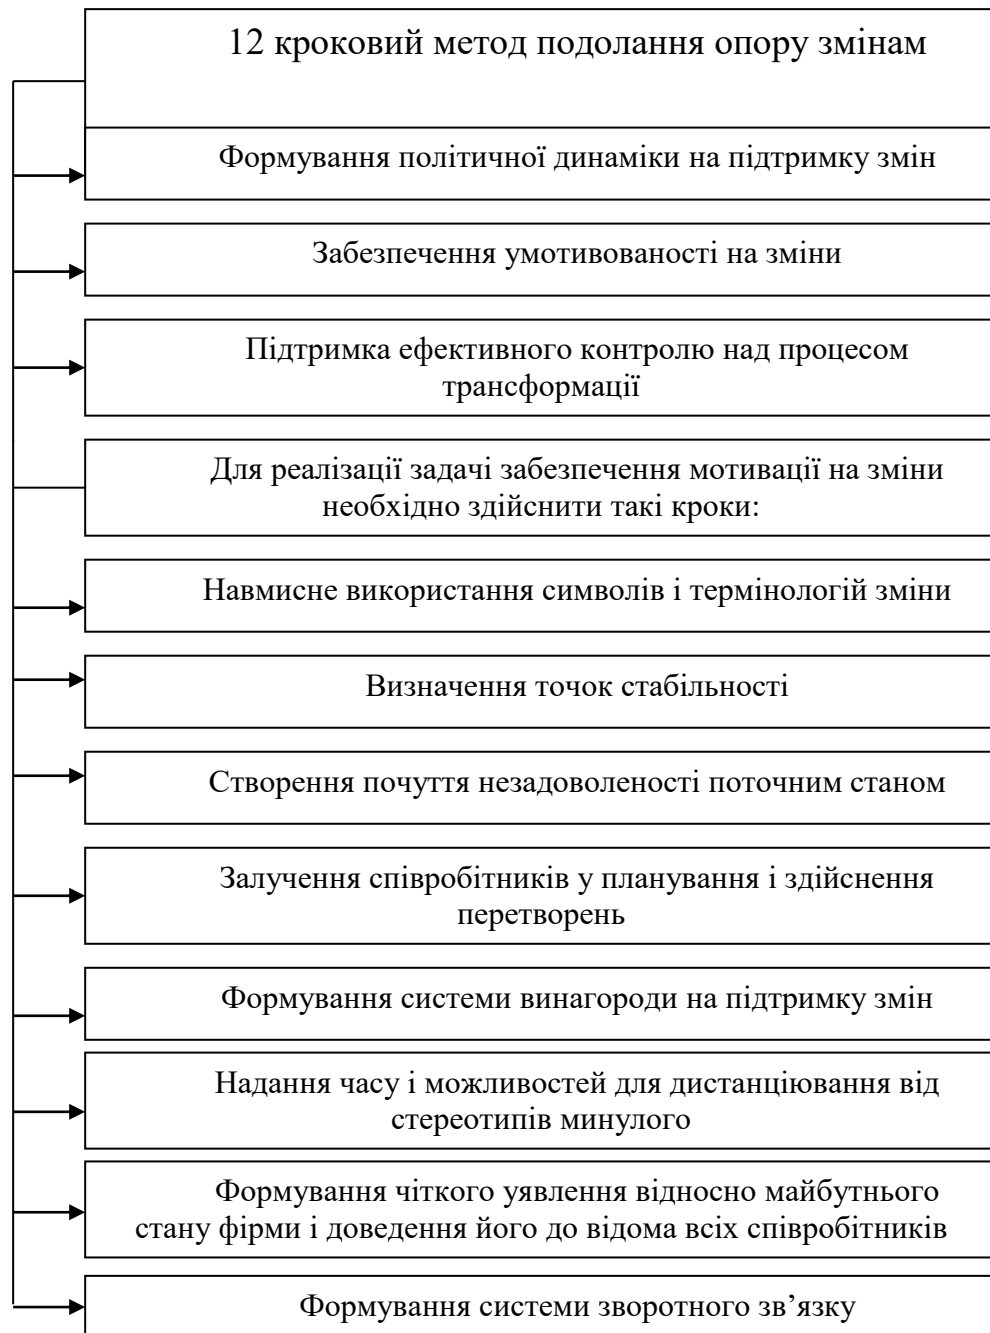 12 кроковий метод подолання опору змінам
Формування політичної динаміки на підтримку змін
Забезпечення умотивованості на зміни
Підтримка ефективного контролю над процесом
трансформації
Для реалізації задачі забезпечення мотивації на зміни
необхідно здійснити такі кроки:
Навмисне використання символів і термінологій зміни
Визначення точок стабільності
Створення почуття незадоволеності поточним станом
Залучення співробітників у планування і здійснення
перетворень
Формування системи винагороди на підтримку змін
Надання часу і можливостей для дистанціювання від
стереотипів минулого
Формування чіткого уявлення відносно майбутнього
стану фірми і доведення його до відома всіх співробітників
Формування системи зворотного зв’язку